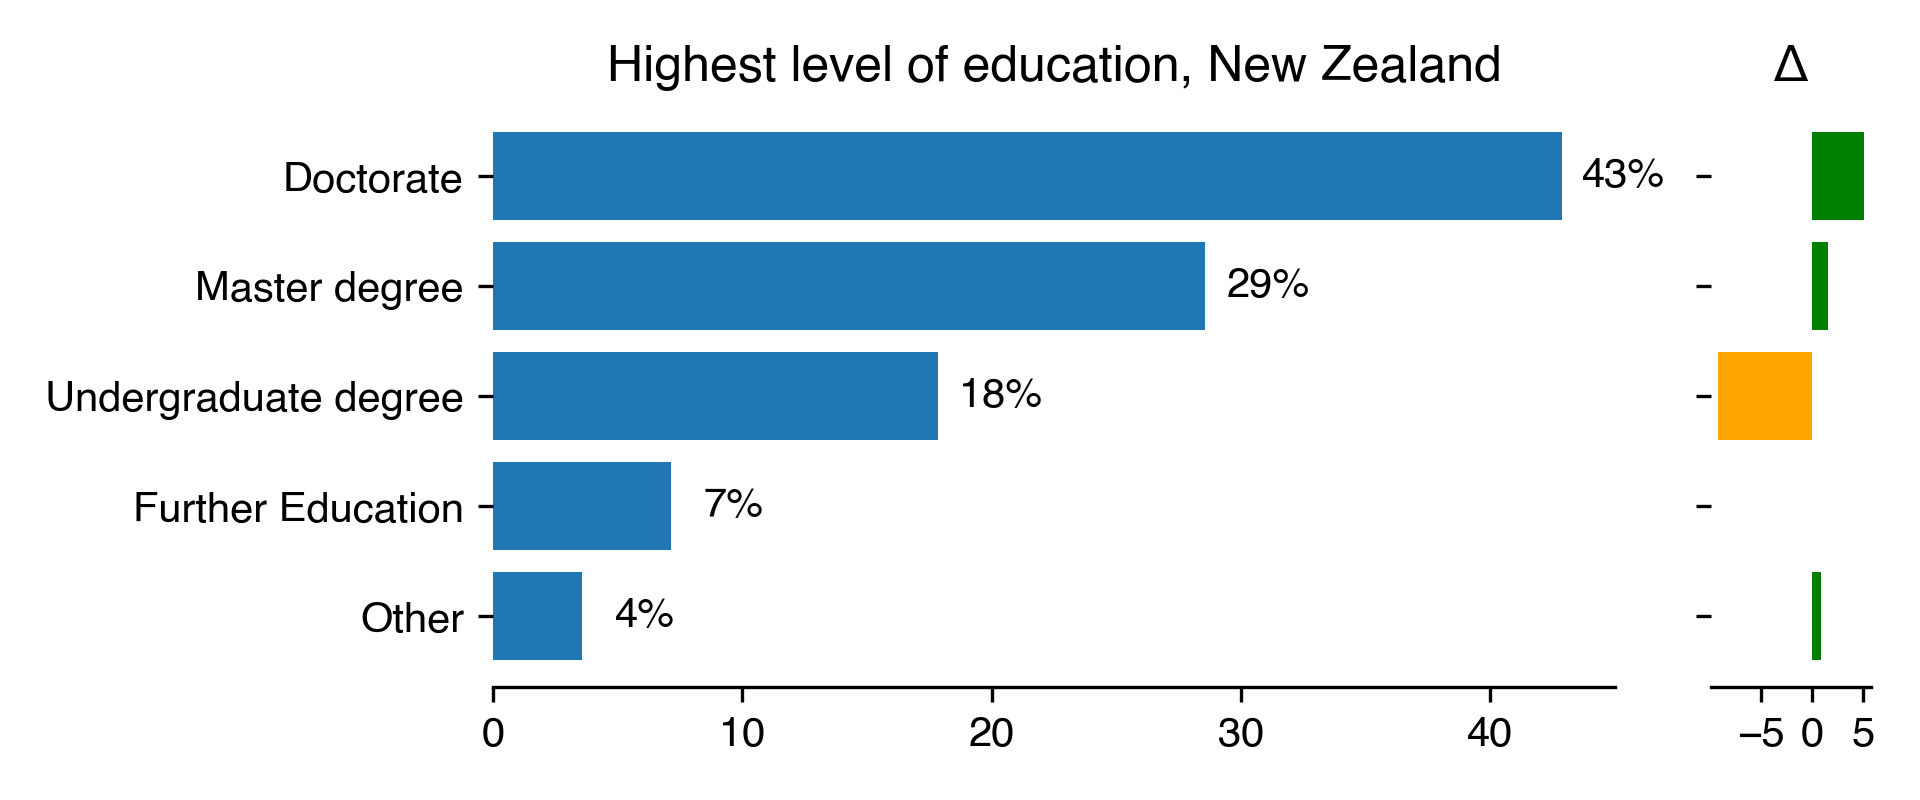 Highest level of education, New Zealand
Δ
Doctorate 43%
Master degree 29%
Undergraduate degree 18%
Further Education 7%
Other 4%
0 10 20 30 40 −5 0 5